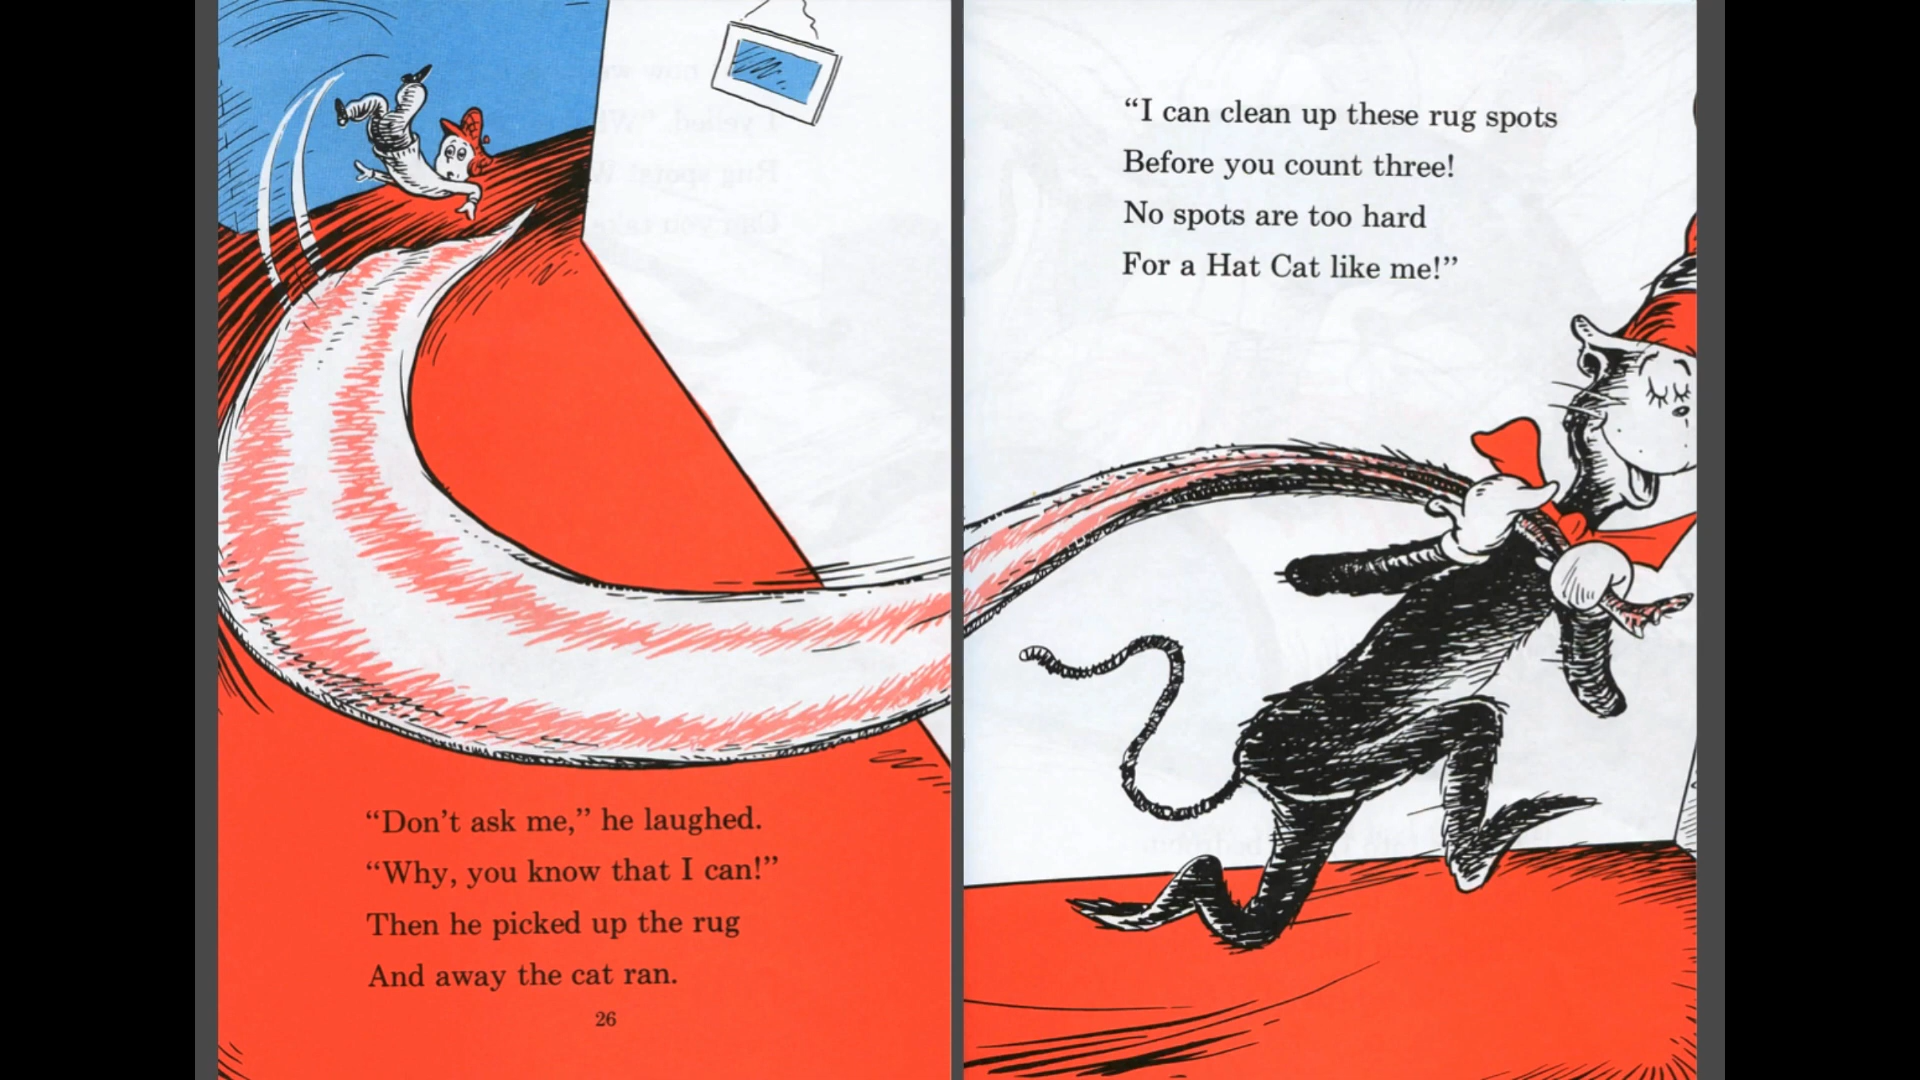 “Don’t ask me,” he laughed.
“Why, you know that I can!”
Then he picked up the rug
And away the cat ran.
26
“I can clean up these rug spots
Before you count three!
No spots are too hard
For a Hat Cat like me!”